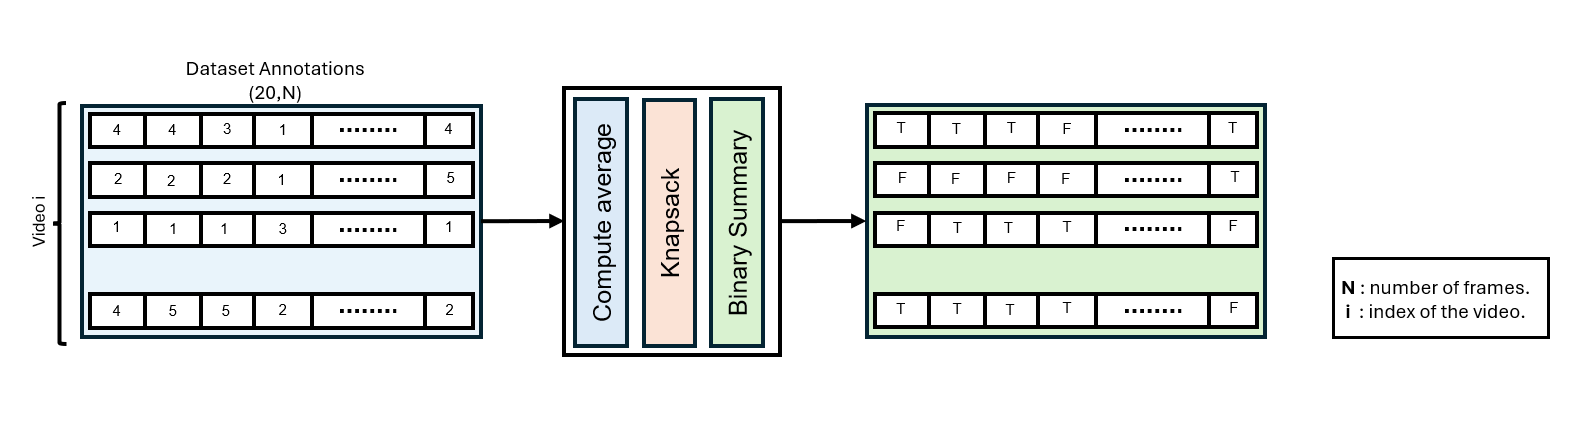 Dataset Annotations
(20,N)
Video i
4 4 3 1 ........ 4
2 2 2 1 ........ 5
1 1 1 3 ........ 1
4 5 5 2 ........ 2
Compute average
Knapsack
Binary Summary
T T T F ........ T
F F F F ........ T
F T T T ........ F
T T T T ........ F
N : number of frames.
i : index of the video.